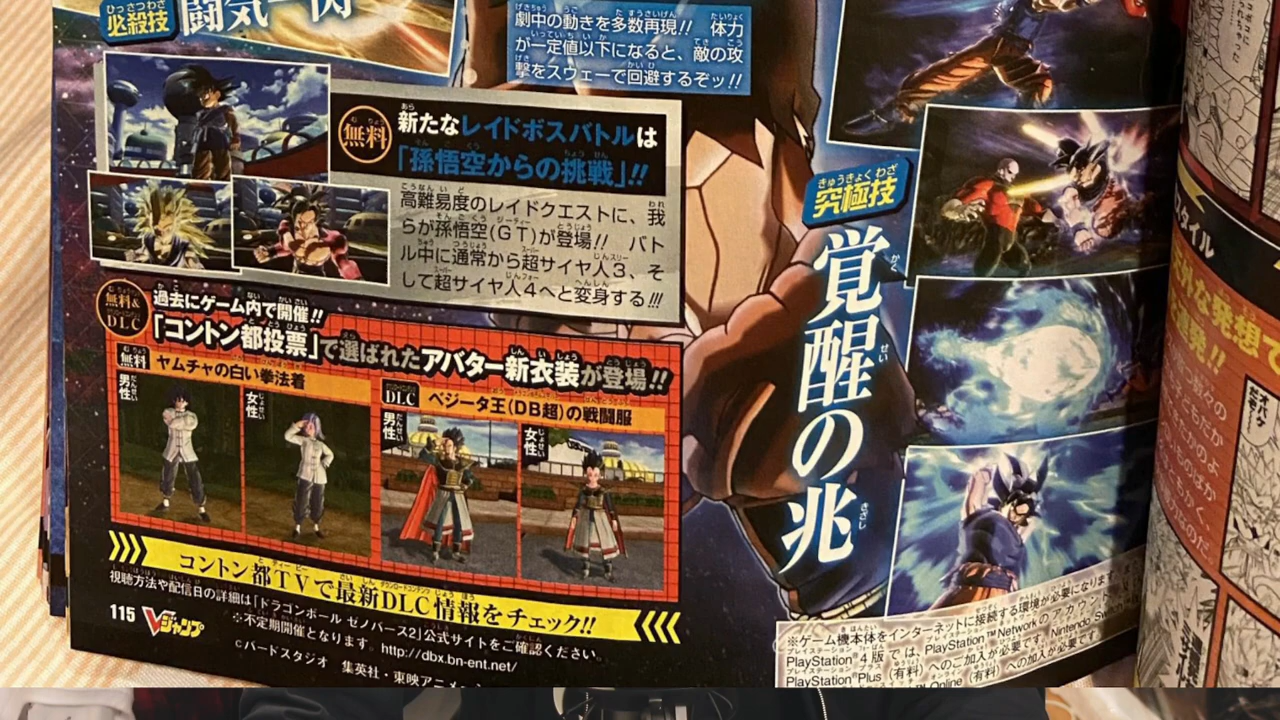 必殺技
闘気一閃
劇中の動きを多数再現!! 体力
が一定値以下になると、敵の攻
撃をスウェーで回避するぞッ!!
無料
新たなレイドボスバトルは
「孫悟空からの挑戦」!!
高難易度のレイドクエストに、我
らが孫悟空(GT)が登場!! バト
ル中に通常から超サイヤ人3、そ
して超サイヤ人4へと変身する!!!
無料&
DLC
過去にゲーム内で開催!!
「コントン都投票」で選ばれたアバター新衣装が登場!!
無料
ヤムチャの白い拳法着
男性
女性
DLC
ベジータ王(DB超)の戦闘服
男性
女性
コントン都TVで最新DLC情報をチェック!!
視聴方法や配信日の詳細は「ドラゴンボール ゼノバース2」公式サイトをご確認ください。
※不定期開催となります。http://dbx.bn-ent.net/
115 Vジャンプ
©バードスタジオ 集英社・東映アニメー
究極技
覚醒の兆
※ゲーム機本体をインターネットに接続する環境が必要になります
PlayStation®4版では、PlayStation™Networkのアカウント
PlayStation®Plus(有料)へのご加入が必要です。Nintendo Sw
Online(有料)への加入が必要です。
スタイル
な発想で
発!!